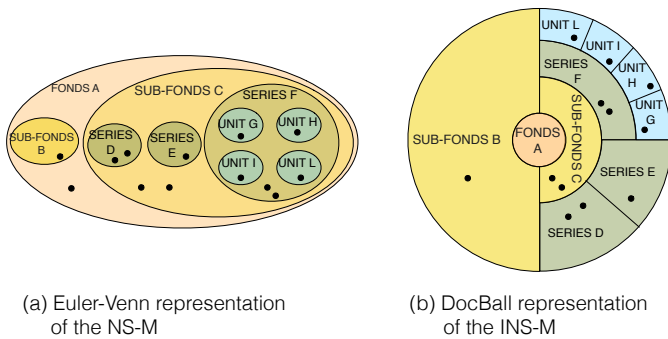 FONDS A
SUB-FONDS C
SERIES F
SUB-FONDS
B
SERIES
D
SERIES
E
UNIT G
UNIT H
UNIT I
UNIT L
(a) Euler-Venn representation
of the NS-M
UNIT L
UNIT I
UNIT
H
UNIT
G
SERIES
F
SUB-FONDS B
FONDS
A
SUB-FONDS C
SERIES E
SERIES D
(b) DocBall representation
of the INS-M